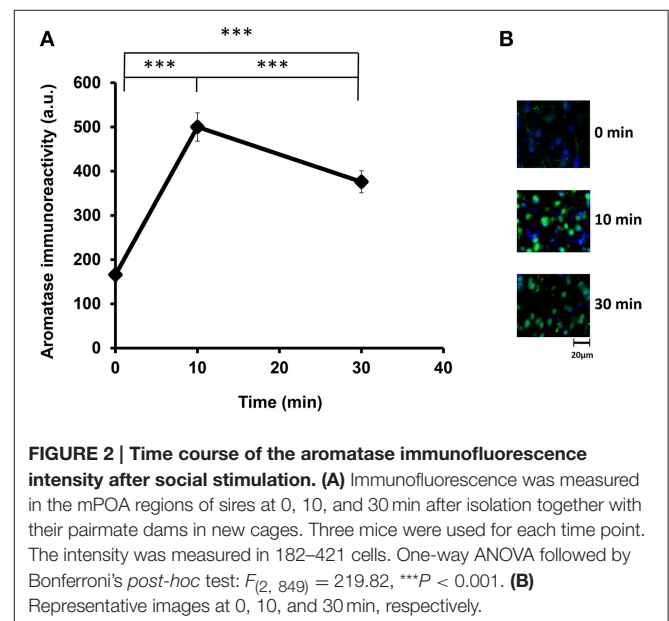 A
B
***
*** ***
600
500
400
300
200
100
0
0 10 20 30 40
Aromatase immunoreactivity (a.u.)
Time (min)
0 min
10 min
30 min
20µm
FIGURE 2 | Time course of the aromatase immunofluorescence
intensity after social stimulation. (A) Immunofluorescence was measured
in the mPOA regions of sires at 0, 10, and 30 min after isolation together with
their pairmate dams in new cages. Three mice were used for each time point.
The intensity was measured in 182–421 cells. One-way ANOVA followed by
Bonferroni's post-hoc test: F(2, 849) = 219.82, ***P < 0.001. (B)
Representative images at 0, 10, and 30 min, respectively.